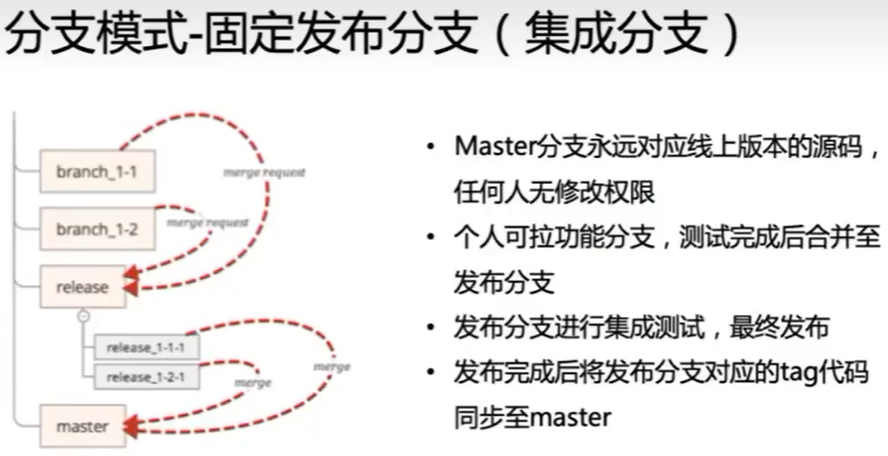 分支模式-固定发布分支（集成分支）
branch_1-1
merge request
branch_1-2
merge request
release
release_1-1-1
release_1-2-1
merge
merge
master
• Master分支永远对应线上版本的源码，
任何人无修改权限
• 个人可拉功能分支，测试完成后合并至
发布分支
• 发布分支进行集成测试，最终发布
• 发布完成后将发布分支对应的tag代码
同步至master